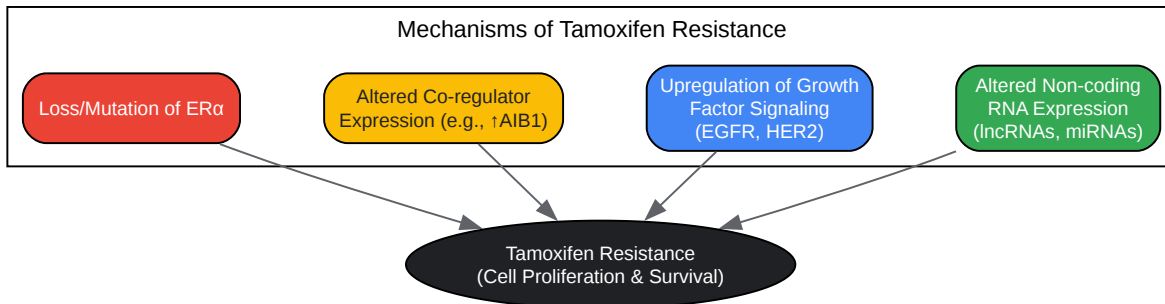 Mechanisms of Tamoxifen Resistance
Loss/Mutation of ERα
Altered Co-regulator
Expression (e.g., ↑AIB1)
Upregulation of Growth
Factor Signaling
(EGFR, HER2)
Altered Non-coding
RNA Expression
(lncRNAs, miRNAs)
Tamoxifen Resistance
(Cell Proliferation & Survival)